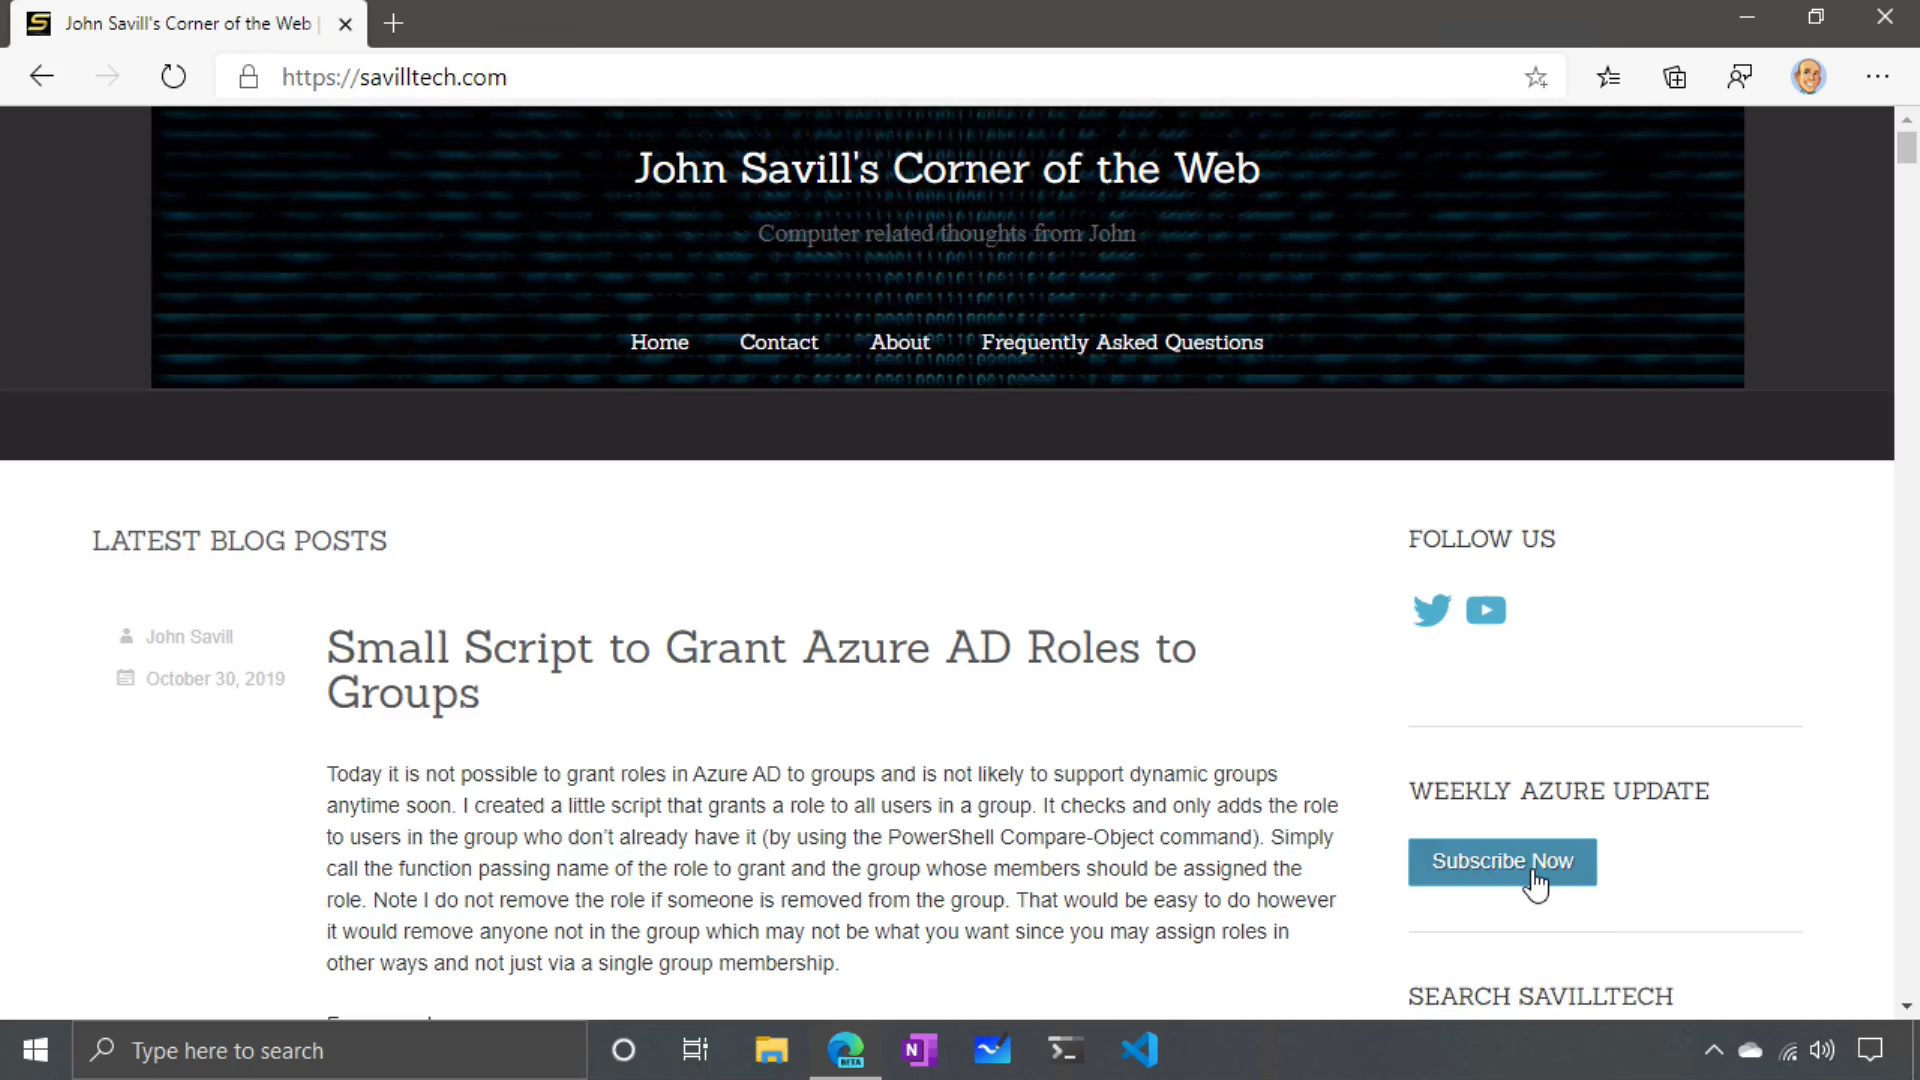 John Savill's Corner of the Web |
https://savilltech.com
John Savill's Corner of the Web
Computer related thoughts from John
Home Contact About Frequently Asked Questions
LATEST BLOG POSTS
John Savill
October 30, 2019
Small Script to Grant Azure AD Roles to
Groups
Today it is not possible to grant roles in Azure AD to groups and is not likely to support dynamic groups
anytime soon. I created a little script that grants a role to all users in a group. It checks and only adds the role
to users in the group who don’t already have it (by using the PowerShell Compare-Object command). Simply
call the function passing name of the role to grant and the group whose members should be assigned the
role. Note I do not remove the role if someone is removed from the group. That would be easy to do however
it would remove anyone not in the group which may not be what you want since you may assign roles in
other ways and not just via a single group membership.
FOLLOW US
WEEKLY AZURE UPDATE
Subscribe Now
SEARCH SAVILLTECH
Type here to search
BETA
N